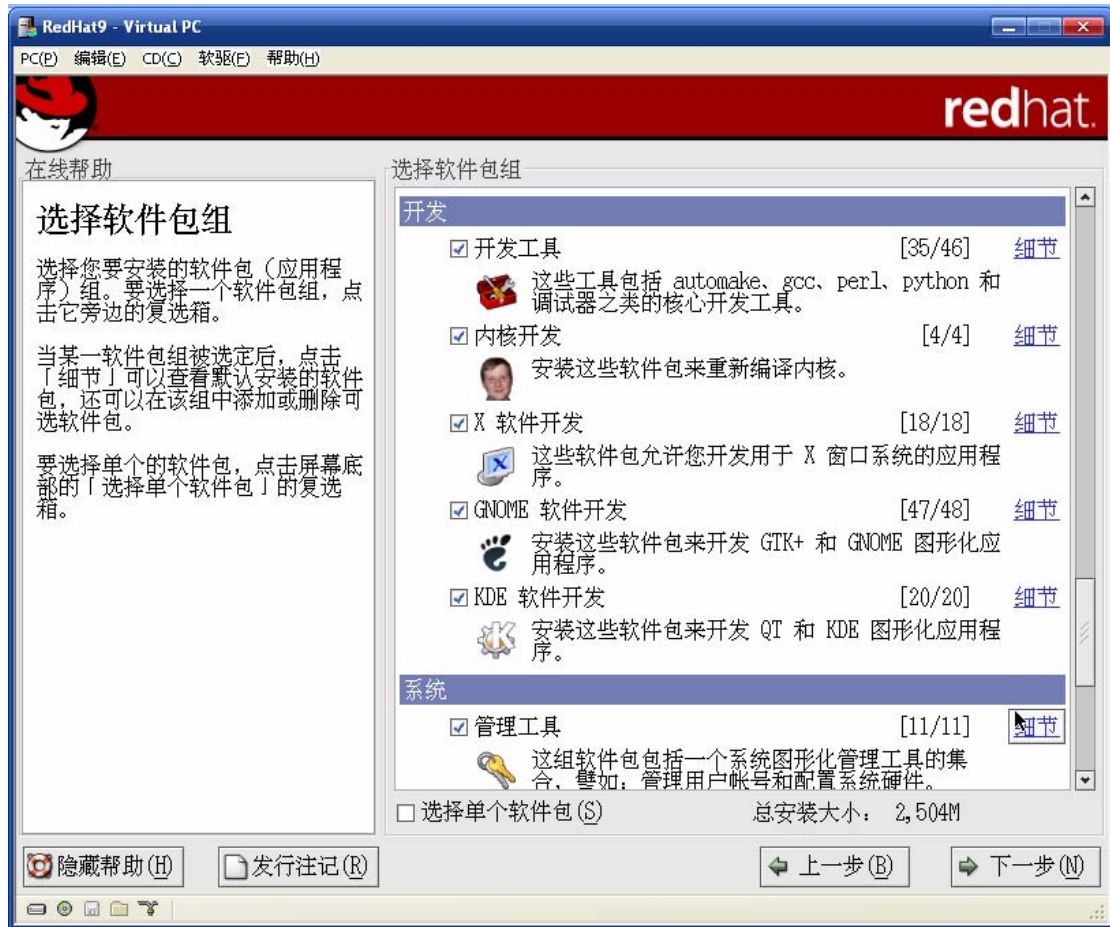 RedHat9 - Virtual PC
PC(P) 编辑(E) CD(C) 软驱(F) 帮助(H)
redhat.
在线帮助
选择软件包组
选择您要安装的软件包（应用程
序）组。要选择一个软件包组，点
击它旁边的复选箱。
当某一软件包组被选定后，点击
「细节」可以查看默认安装的软件
包，还可以在该组中添加或删除可
选软件包。
要选择单个的软件包，点击屏幕底
部的「选择单个软件包」的复选
箱。
选择软件包组
开发
开发工具 [35/46] 细节
这些工具包括 automake、gcc、perl、python 和
调试器之类的核心开发工具。
内核开发 [4/4] 细节
安装这些软件包来重新编译内核。
X 软件开发 [18/18] 细节
这些软件包允许您开发用于 X 窗口系统的应用程
序。
GNOME 软件开发 [47/48] 细节
安装这些软件包来开发 GTK+ 和 GNOME 图形化应
用程序。
KDE 软件开发 [20/20] 细节
安装这些软件包来开发 QT 和 KDE 图形化应用程
序。
系统
管理工具 [11/11] 细节
这组软件包包括一个系统图形化管理工具的集
合，譬如：管理用户帐号和配置系统硬件。
选择单个软件包(S) 总安装大小： 2,504M
隐藏帮助(H) 发行注记(R) 上一步(B) 下一步(N)